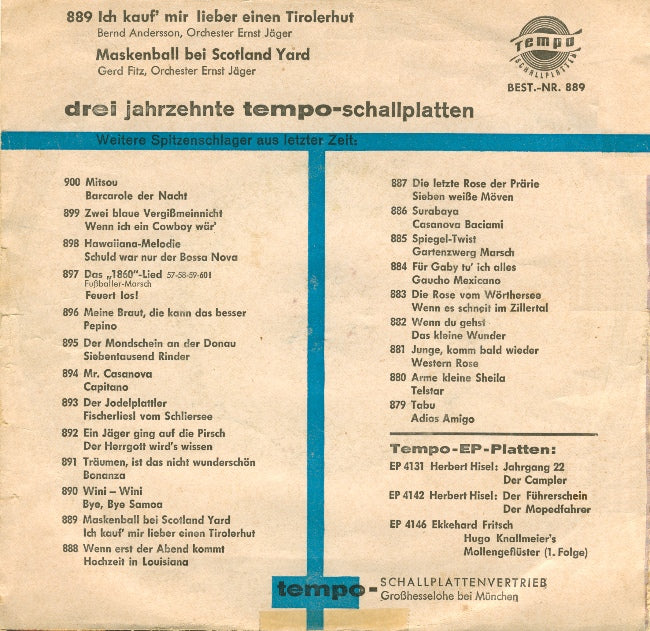 889 Ich kauf' mir lieber einen Tirolerhut
Bernd Andersson, Orchester Ernst Jäger
Maskenball bei Scotland Yard
Gerd Fitz, Orchester Ernst Jäger
Tempo
SCHALLPLATTEN
BEST.-NR. 889
drei jahrzehnte tempo-schallplatten
Weitere Spitzenschlager aus letzter Zeit:
900 Mitsou
Barcarole der Nacht
899 Zwei blaue Vergißmeinnicht
Wenn ich ein Cowboy wär'
898 Hawaiiana-Melodie
Schuld war nur der Bossa Nova
897 Das „1860"-Lied 57-58-59-60!
Fußballer-Marsch
Feuert los!
896 Meine Braut, die kann das besser
Pepino
895 Der Mondschein an der Donau
Siebentausend Rinder
894 Mr. Casanova
Capitano
893 Der Jodelplattler
Fischerliesl vom Schliersee
892 Ein Jäger ging auf die Pirsch
Der Herrgott wird's wissen
891 Träumen, ist das nicht wunderschön
Bonanza
890 Wini – Wini
Bye, Bye Samoa
889 Maskenball bei Scotland Yard
Ich kauf' mir lieber einen Tirolerhut
888 Wenn erst der Abend kommt
Hochzeit in Louisiana
887 Die letzte Rose der Prärie
Sieben weiße Möven
886 Surabaya
Casanova Baciami
885 Spiegel-Twist
Gartenzwerg Marsch
884 Für Gaby tu' ich alles
Gaucho Mexicano
883 Die Rose vom Wörthersee
Wenn es schneit im Zillertal
882 Wenn du gehst
Das kleine Wunder
881 Junge, komm bald wieder
Western Rose
880 Arme kleine Sheila
Telstar
879 Tabu
Adios Amigo
Tempo-EP-Platten:
EP 4131 Herbert Hisel: Jahrgang 22
Der Campler
EP 4142 Herbert Hisel: Der Führerschein
Der Mopedfahrer
EP 4146 Ekkehard Fritsch
Hugo Knallmeier's
Mollengeflüster (1. Folge)
tempo-SCHALLPLATTENVERTRIEB
Großhesselohe bei München